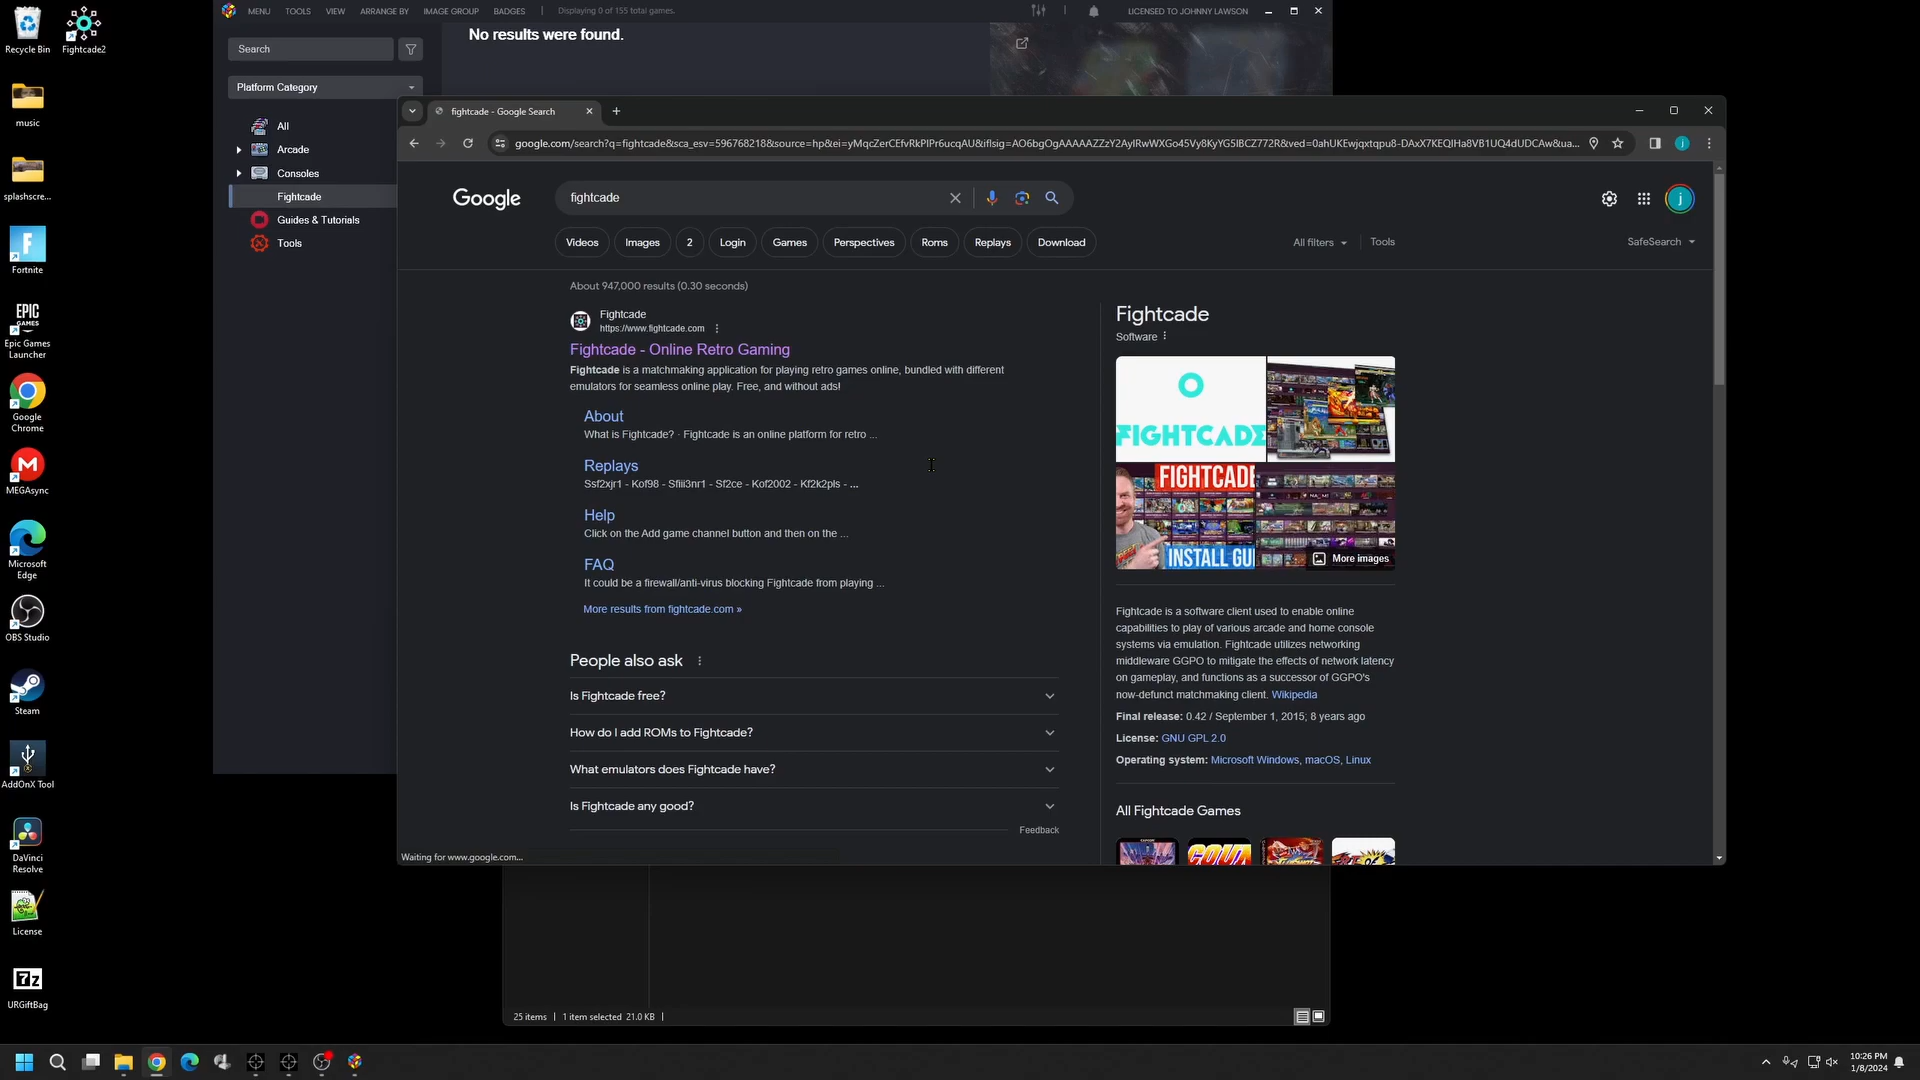 Recycle Bin
Fightcade2
music
splashscre...
Fortnite
EPIC
GAMES
Epic Games
Launcher
Google
Chrome
MEGAsync
Microsoft
Edge
OBS Studio
Steam
AddOnX Tool
DaVinci
Resolve
License
7z
URGiftBag
MENU
TOOLS
VIEW
ARRANGE BY
IMAGE GROUP
BADGES
Displaying 0 of 155 total games.
LICENSED TO JOHNNY LAWSON
Search
No results were found.
Platform Category
All
Arcade
Consoles
Fightcade
Guides & Tutorials
Tools
fightcade - Google Search
google.com/search?q=fightcade&sca_esv=596768218&source=hp&ei=yMqcZerCEfvRkPIPr6ucqAU&iflsig=AO6bgOgAAAAAZZzY2AylRwWXGo45Vy8KyYG5IBCZ772R&ved=0ahUKEwjqxtqpu8-DAxX7KEQIHa8VB1UQ4dUDCAw&ua...
Google
fightcade
j
Videos
Images
2
Login
Games
Perspectives
Roms
Replays
Download
All filters
Tools
SafeSearch
About 947,000 results (0.30 seconds)
Fightcade
https://www.fightcade.com
Fightcade - Online Retro Gaming
Fightcade is a matchmaking application for playing retro games online, bundled with different
emulators for seamless online play. Free, and without ads!
About
What is Fightcade? · Fightcade is an online platform for retro ...
Replays
Ssf2xjr1 - Kof98 - Sfiii3nr1 - Sf2ce - Kof2002 - Kf2k2pls - ...
Help
Click on the Add game channel button and then on the ...
FAQ
It could be a firewall/anti-virus blocking Fightcade from playing ...
More results from fightcade.com »
People also ask
Is Fightcade free?
How do I add ROMs to Fightcade?
What emulators does Fightcade have?
Is Fightcade any good?
Feedback
Waiting for www.google.com...
Fightcade
Software
FIGHTCADE
FIGHTCADE
INSTALL GUI
More images
Fightcade is a software client used to enable online
capabilities to play of various arcade and home console
systems via emulation. Fightcade utilizes networking
middleware GGPO to mitigate the effects of network latency
on gameplay, and functions as a successor of GGPO's
now-defunct matchmaking client. Wikipedia
Final release: 0.42 / September 1, 2015; 8 years ago
License: GNU GPL 2.0
Operating system: Microsoft Windows, macOS, Linux
All Fightcade Games
25 items
1 item selected 21.0 KB
10:26 PM
1/8/2024